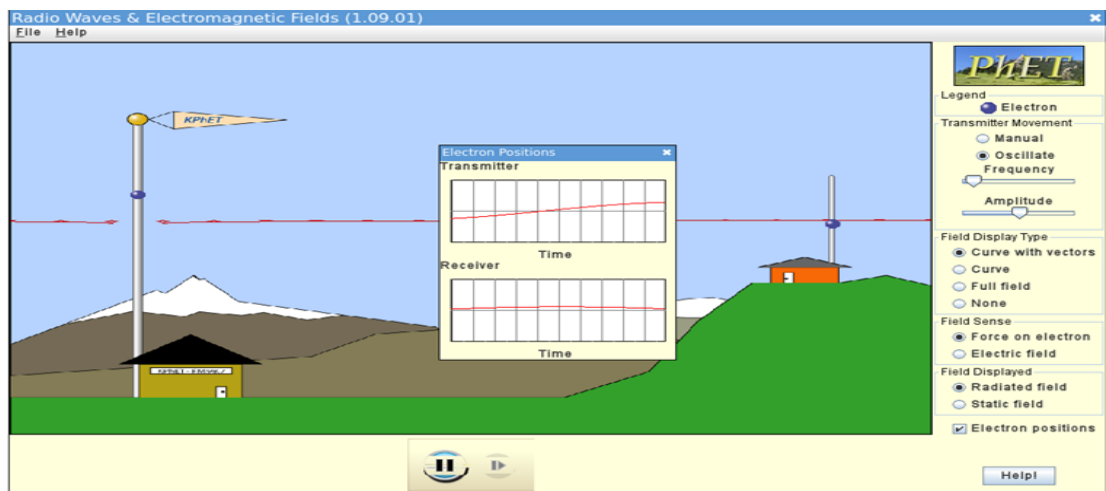 Radio Waves & Electromagnetic Fields (1.09.01)
File Help
KPhET
Electron Positions
Transmitter
Time
Receiver
Time
PhET
Legend
Electron
Transmitter Movement
Manual
Oscillate
Frequency
Amplitude
Field Display Type
Curve with vectors
Curve
Full field
None
Field Sense
Force on electron
Electric field
Field Displayed
Radiated field
Static field
Electron positions
Help!